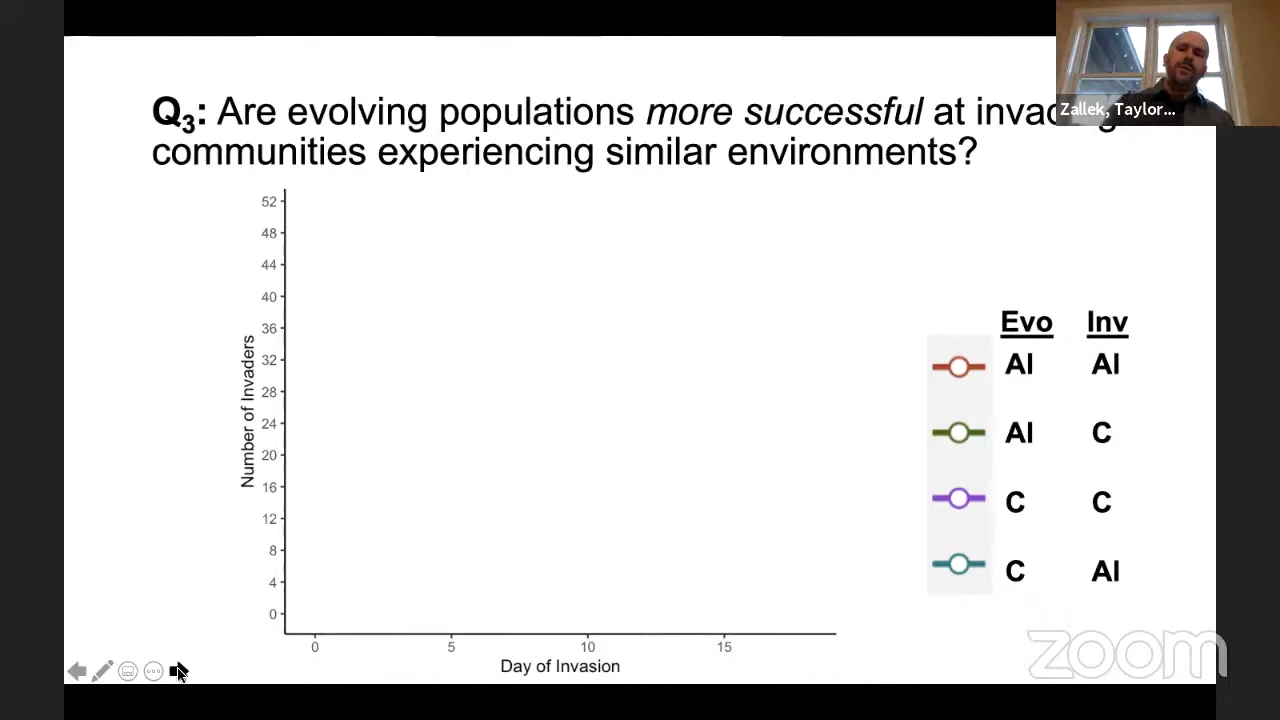 Q3: Are evolving populations more successful at inva
communities experiencing similar environments?
Zallek, Taylor...
52
48
44
40
36
32
28
24
20
16
12
8
4
0
Number of Invaders
0 5 10 15
Day of Invasion
Evo Inv
Al Al
Al C
C C
C Al
zoom